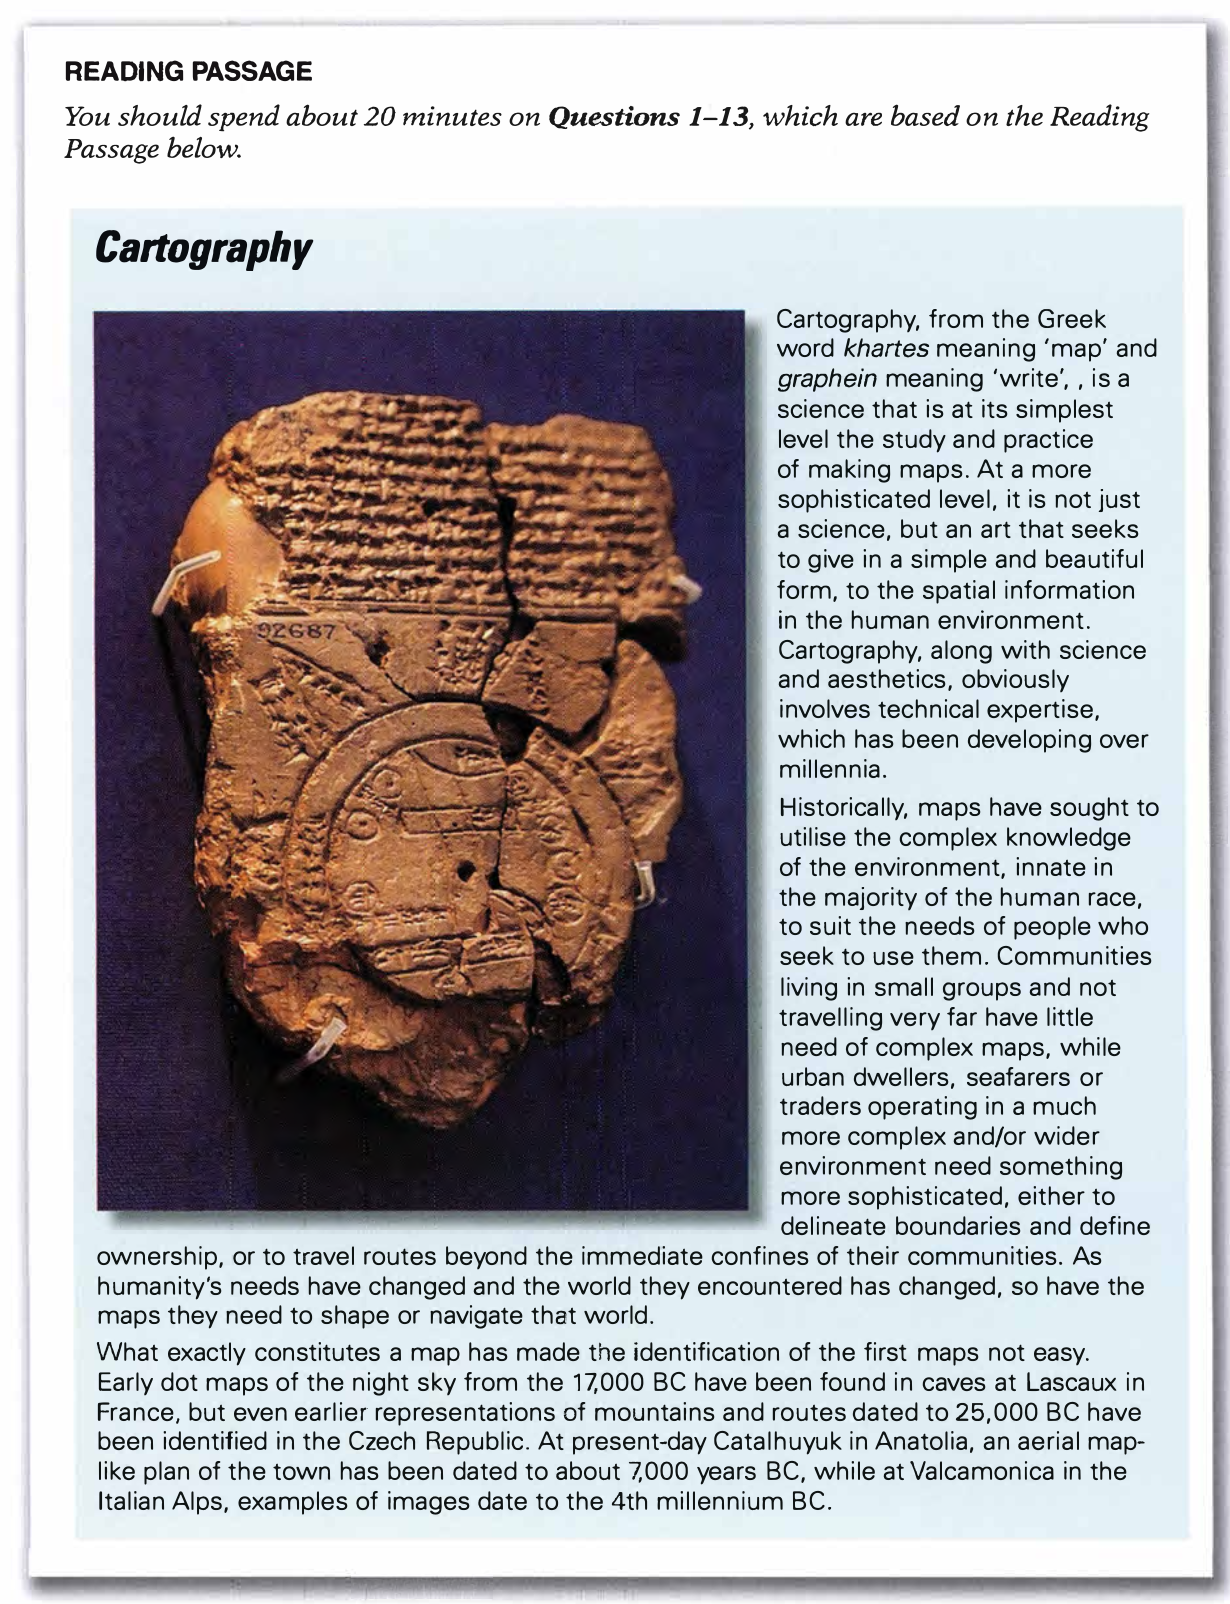 READING PASSAGE
You should spend about 20 minutes on Questions 1–13, which are based on the Reading
Passage below.
Cartography
92687
Cartography, from the Greek
word khartes meaning ‘map’ and
graphein meaning ‘write’, , is a
science that is at its simplest
level the study and practice
of making maps. At a more
sophisticated level, it is not just
a science, but an art that seeks
to give in a simple and beautiful
form, to the spatial information
in the human environment.
Cartography, along with science
and aesthetics, obviously
involves technical expertise,
which has been developing over
millennia.
Historically, maps have sought to
utilise the complex knowledge
of the environment, innate in
the majority of the human race,
to suit the needs of people who
seek to use them. Communities
living in small groups and not
travelling very far have little
need of complex maps, while
urban dwellers, seafarers or
traders operating in a much
more complex and/or wider
environment need something
more sophisticated, either to
delineate boundaries and define
ownership, or to travel routes beyond the immediate confines of their communities. As
humanity’s needs have changed and the world they encountered has changed, so have the
maps they need to shape or navigate that world.
What exactly constitutes a map has made the identification of the first maps not easy.
Early dot maps of the night sky from the 17,000 BC have been found in caves at Lascaux in
France, but even earlier representations of mountains and routes dated to 25,000 BC have
been identified in the Czech Republic. At present-day Catalhuyuk in Anatolia, an aerial map-
like plan of the town has been dated to about 7,000 years BC, while at Valcamonica in the
Italian Alps, examples of images date to the 4th millennium BC.